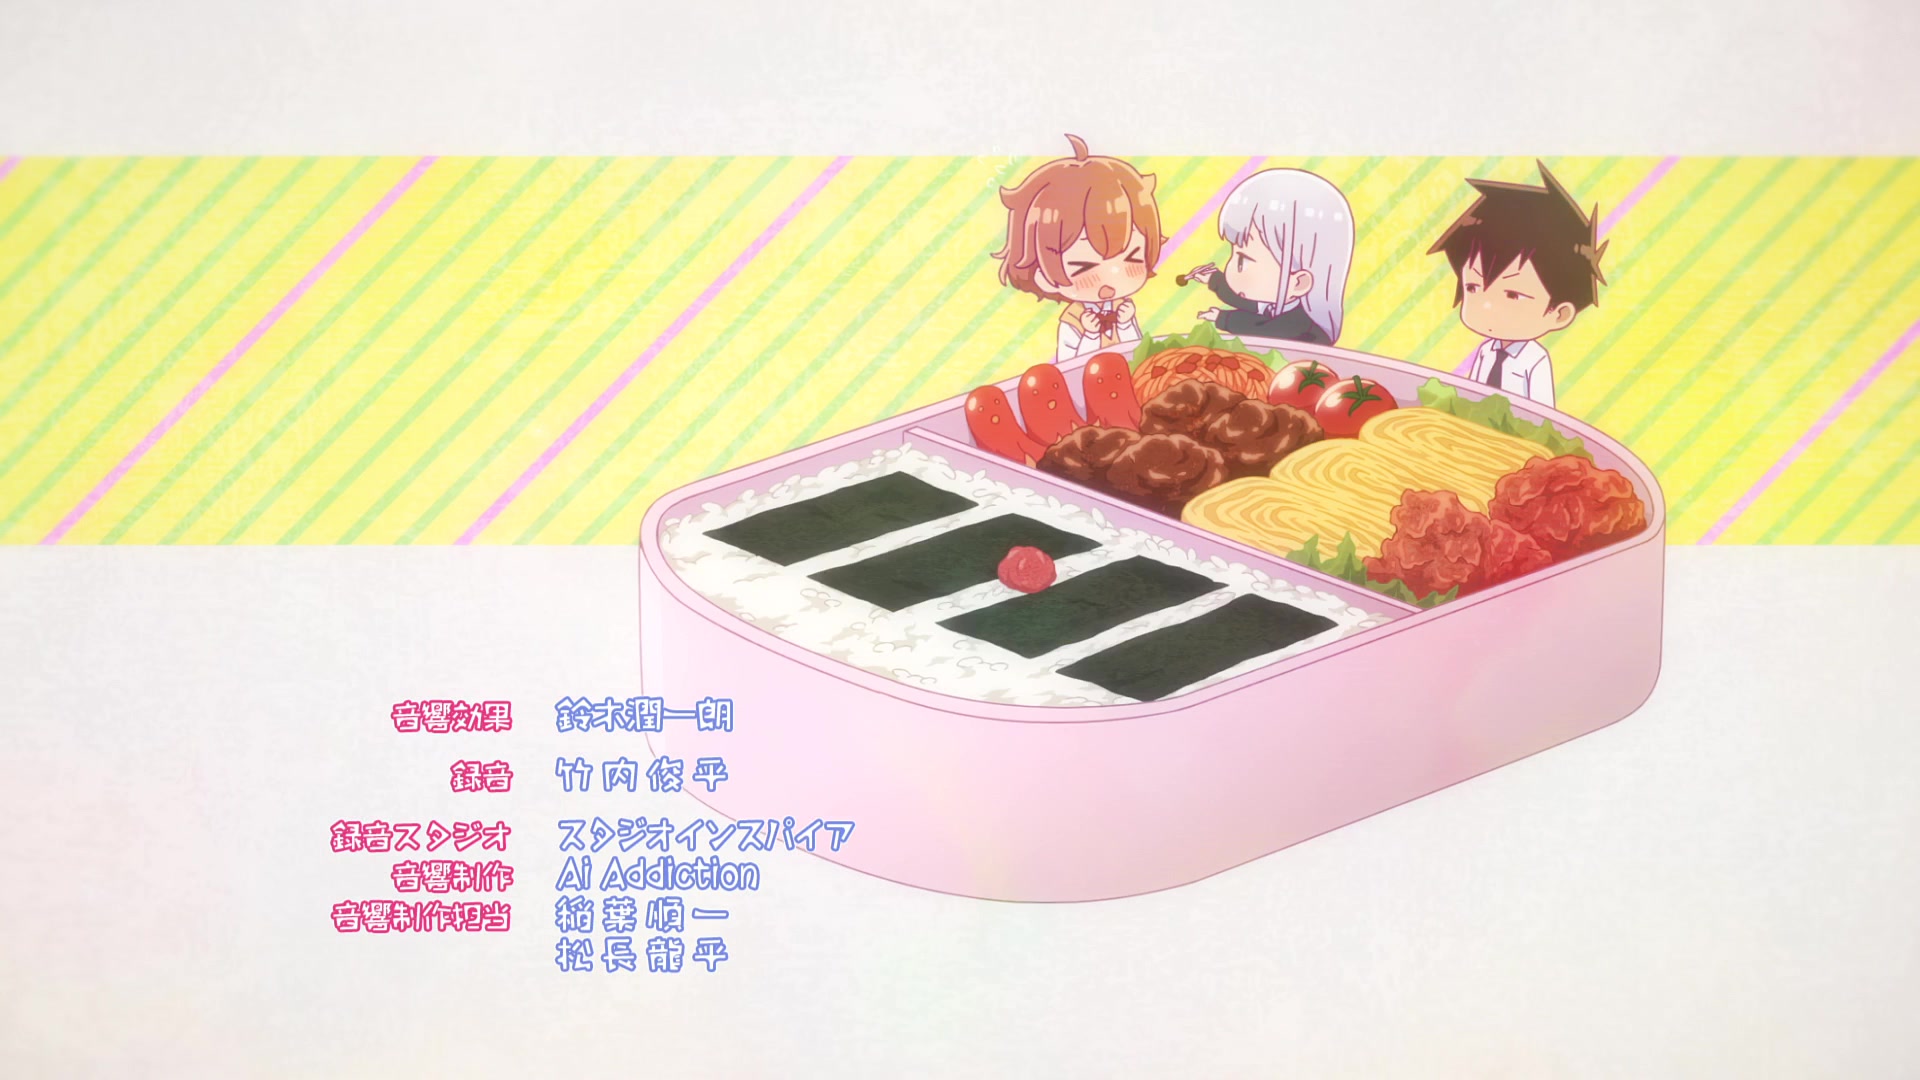 音響効果 鈴木潤一朗
録音 竹内俊平
録音スタジオ スタジオインスパイア
音響制作 Ai Addiction
音響制作担当 稲葉順一
松長龍平